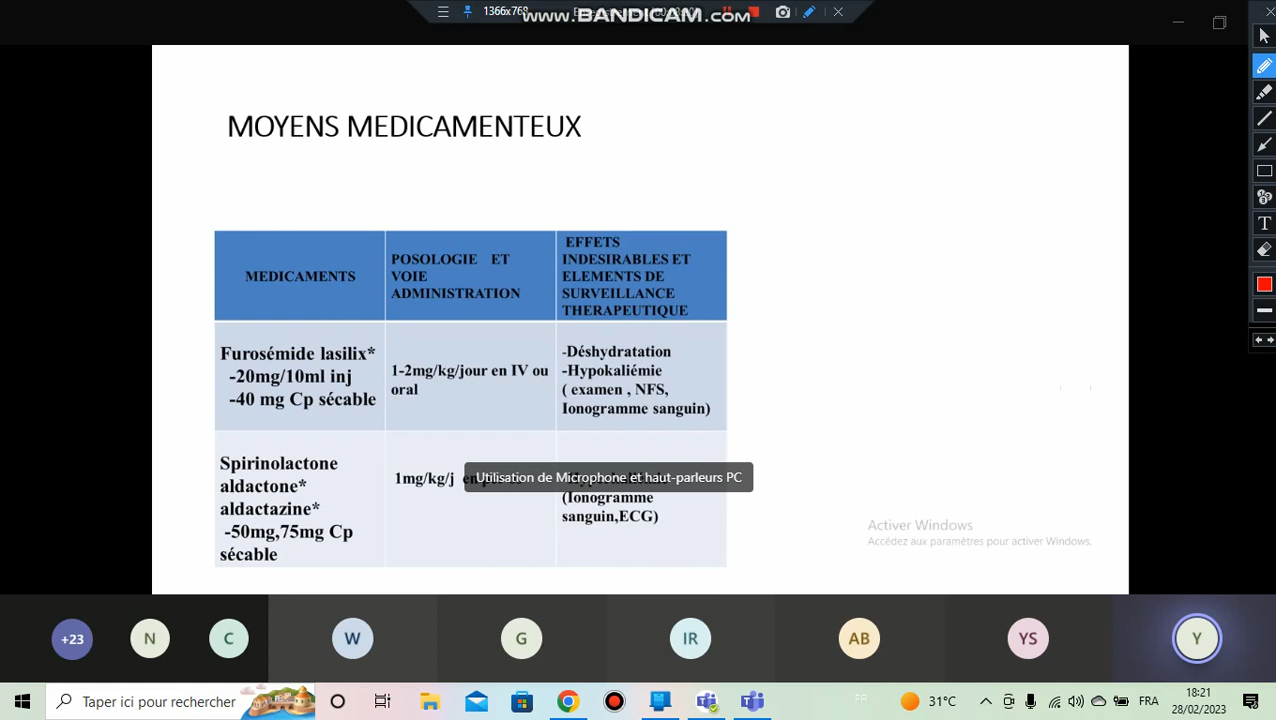 1366x768
www.BANDICAM.com
MOYENS MEDICAMENTEUX
MEDICAMENTS
POSOLOGIE ET
VOIE
ADMINISTRATION
EFFETS
INDESIRABLES ET
ELEMENTS DE
SURVEILLANCE
THERAPEUTIQUE
Furosémide lasilix*
-20mg/10ml inj
-40 mg Cp sécable
1-2mg/kg/jour en IV ou
oral
-Déshydratation
-Hypokaliémie
( examen , NFS,
Ionogramme sanguin)
Spirinolactone
aldactone*
aldactazine*
-50mg,75mg Cp
sécable
1mg/kg/j
Utilisation de Microphone et haut-parleurs PC
(Ionogramme
sanguin,ECG)
Activer Windows
Accédez aux paramètres pour activer Windows.
+23
N
C
W
G
IR
AB
YS
Y
Taper ici pour rechercher
FR
31°C
FRA
18:21
28/02/2023